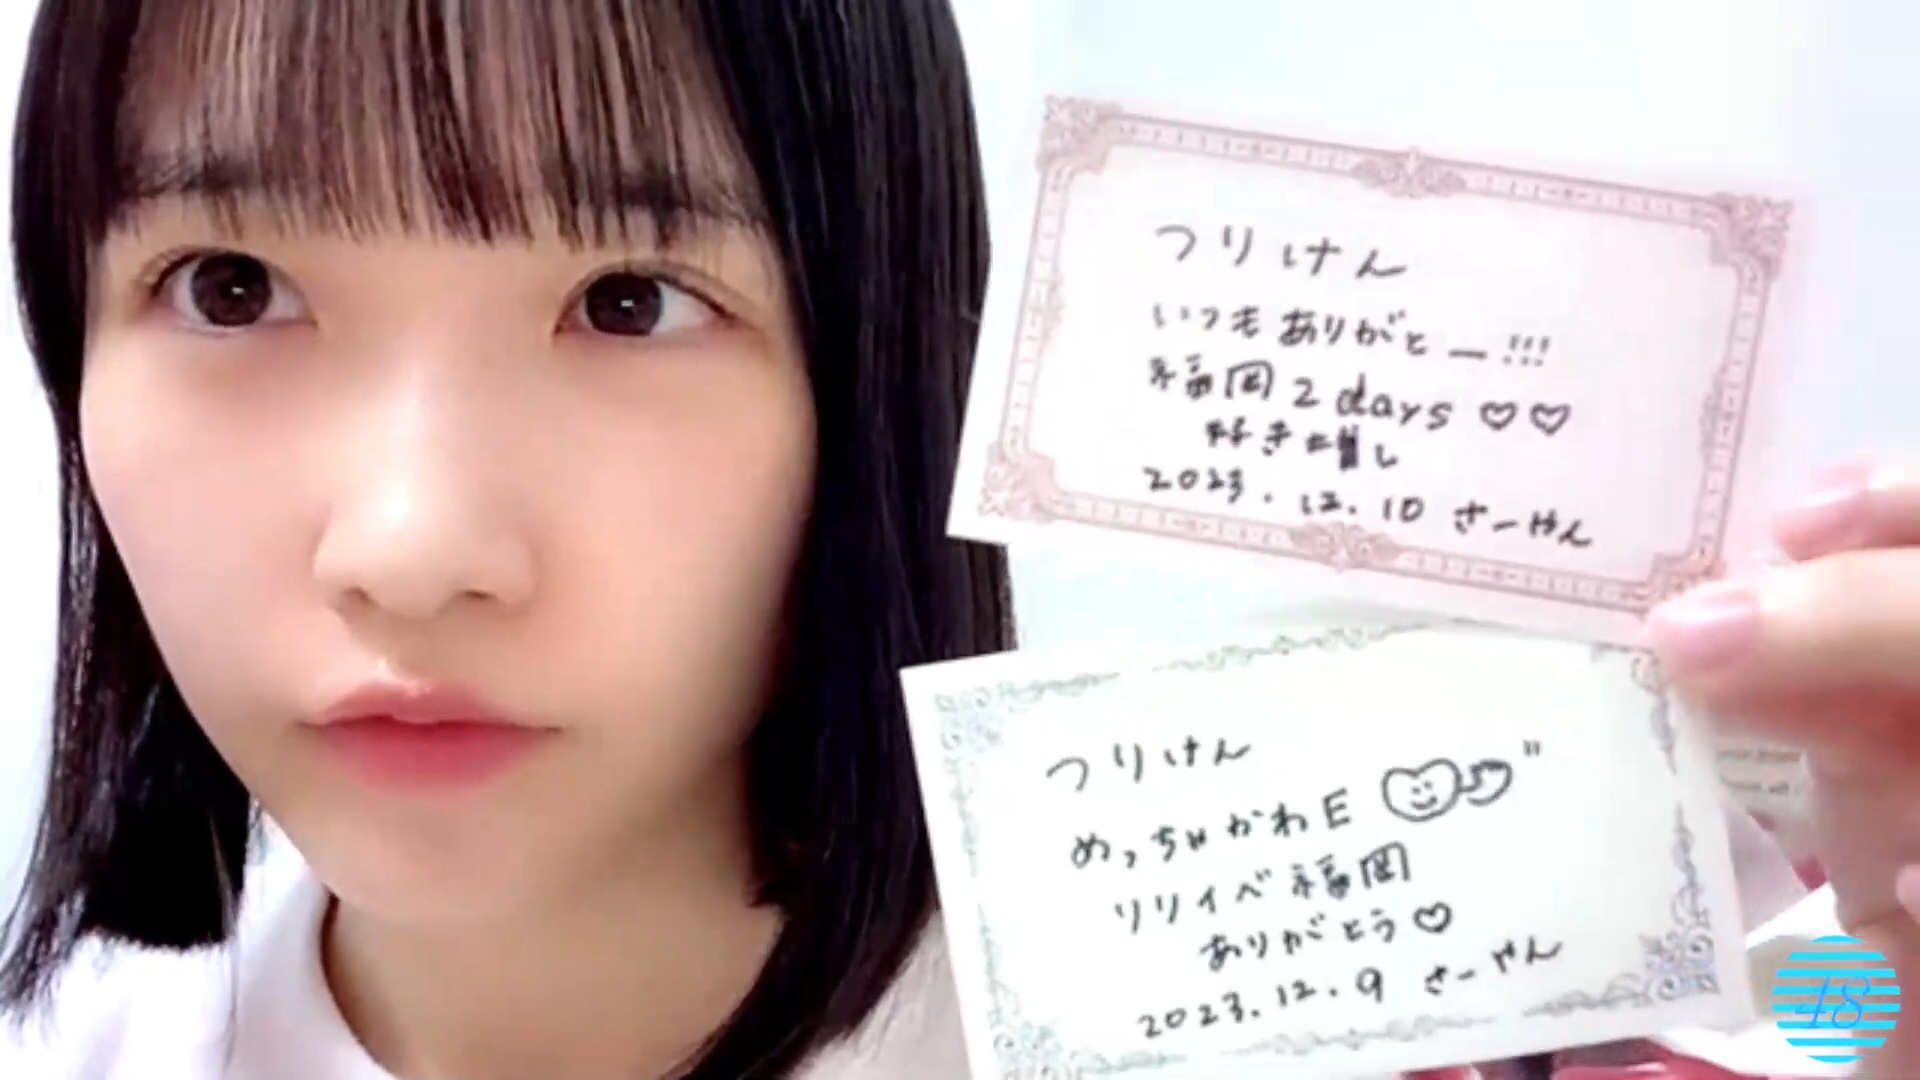 つりけん
いつもありがとー!!!
福岡2days♡♡
好き増し
2023.12.10 さーやん
つりけん
めっちゃかわE
リリイベ福岡
ありがとう♡
2023.12.9 さーやん
48